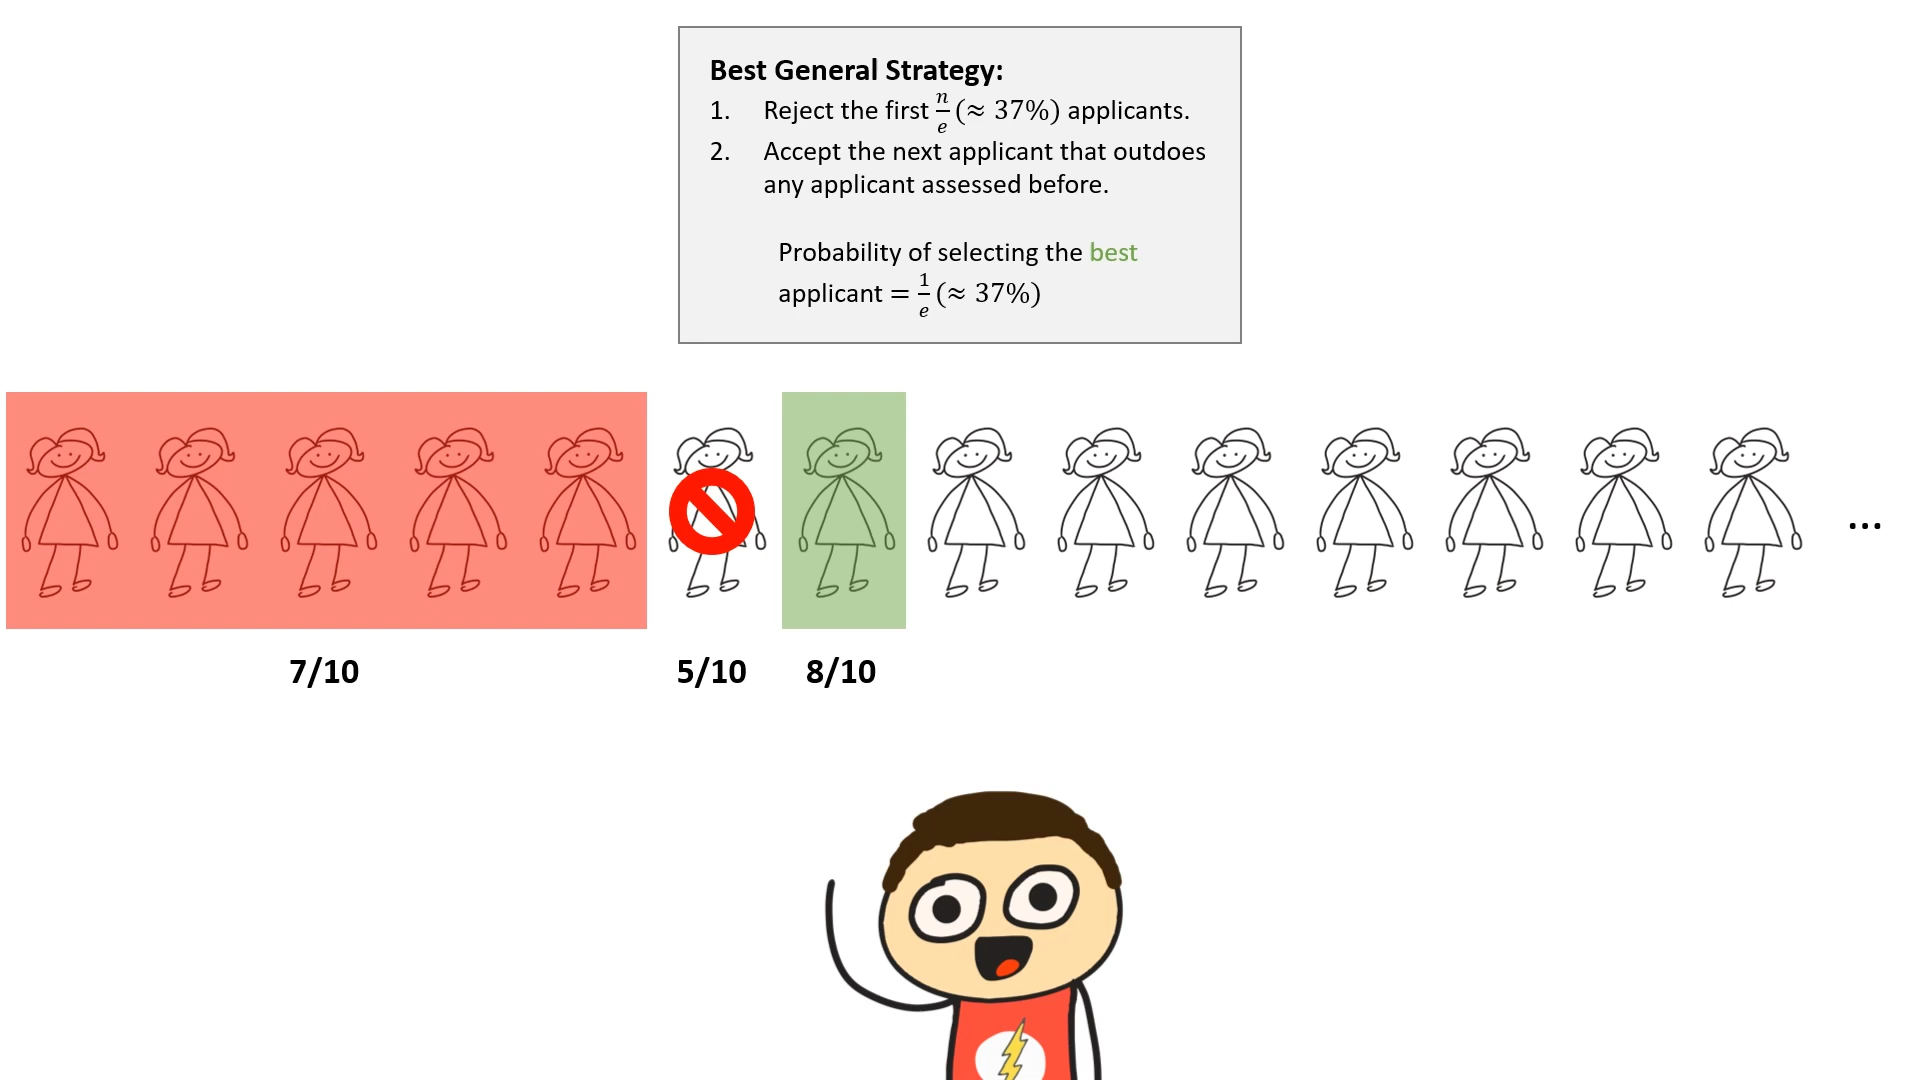 Best General Strategy:
1. Reject the first n/e (≈ 37%) applicants.
2. Accept the next applicant that outdoes
any applicant assessed before.
Probability of selecting the best
applicant = 1/e (≈ 37%)
...
7/10 5/10 8/10